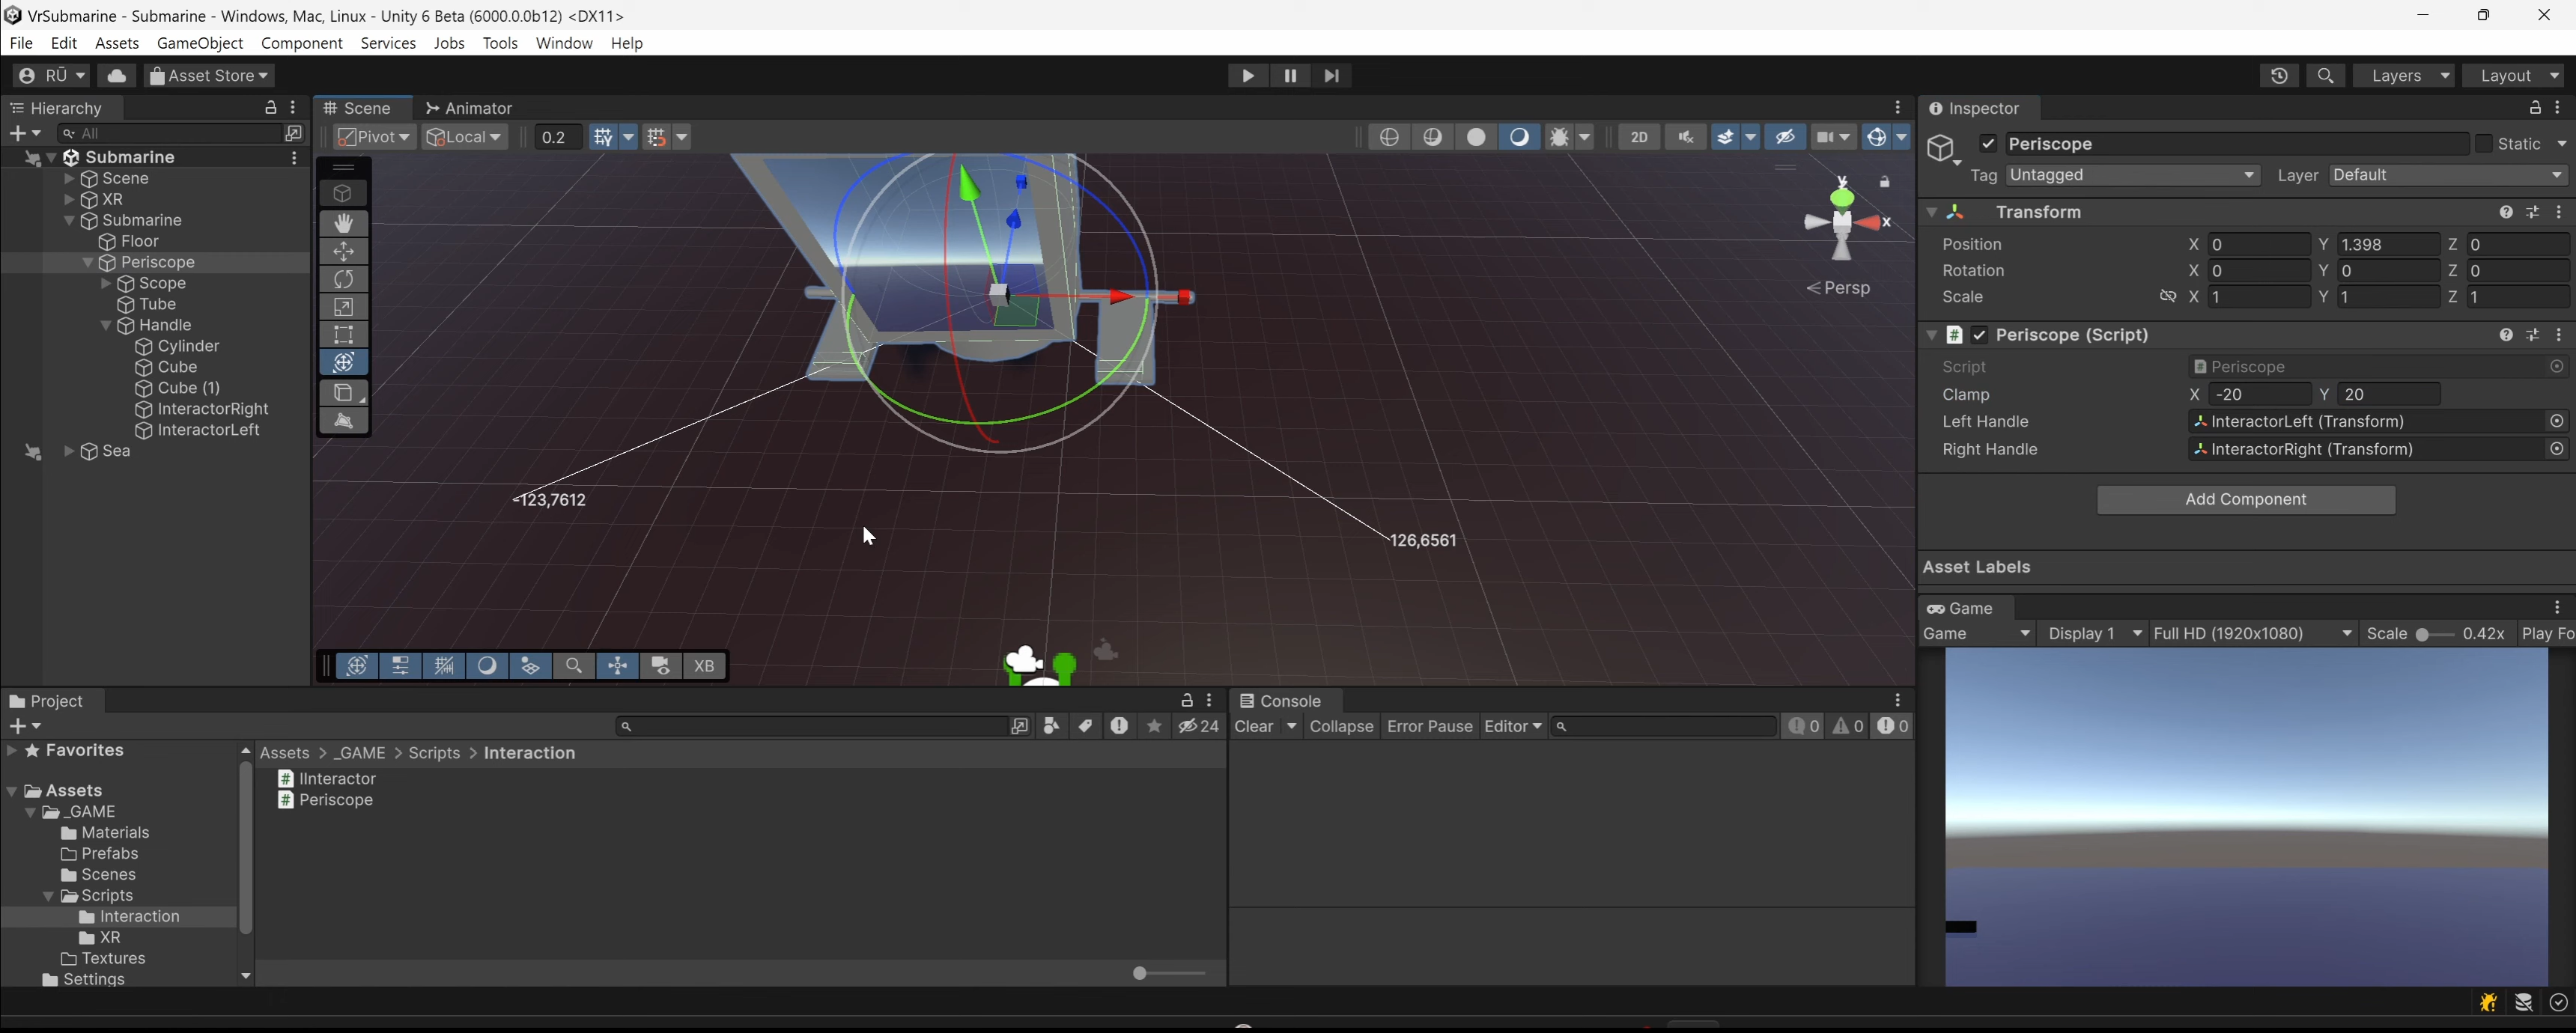 VrSubmarine - Submarine - Windows, Mac, Linux - Unity 6 Beta (6000.0.0b12) <DX11>
File Edit Assets GameObject Component Services Jobs Tools Window Help
RŪ Asset Store Layers Layout
Hierarchy
All
Submarine
Scene
XR
Submarine
Floor
Periscope
Scope
Tube
Handle
Cylinder
Cube
Cube (1)
InteractorRight
InteractorLeft
Sea
Scene Animator
Pivot Local 0.2 2D
y
x
Persp
-123,7612
126,6561
XB
Inspector
Periscope Static
Tag Untagged Layer Default
Transform
Position X 0 Y 1.398 Z 0
Rotation X 0 Y 0 Z 0
Scale X 1 Y 1 Z 1
# Periscope (Script)
Script Periscope
Clamp X -20 Y 20
Left Handle InteractorLeft (Transform)
Right Handle InteractorRight (Transform)
Add Component
Asset Labels
Game
Game Display 1 Full HD (1920x1080) Scale 0.42x Play Fo
Project
24
Favorites
Assets
_GAME
Materials
Prefabs
Scenes
Scripts
Interaction
XR
Textures
Settings
Assets > _GAME > Scripts > Interaction
# IInteractor
# Periscope
Console
Clear Collapse Error Pause Editor 0 0 0